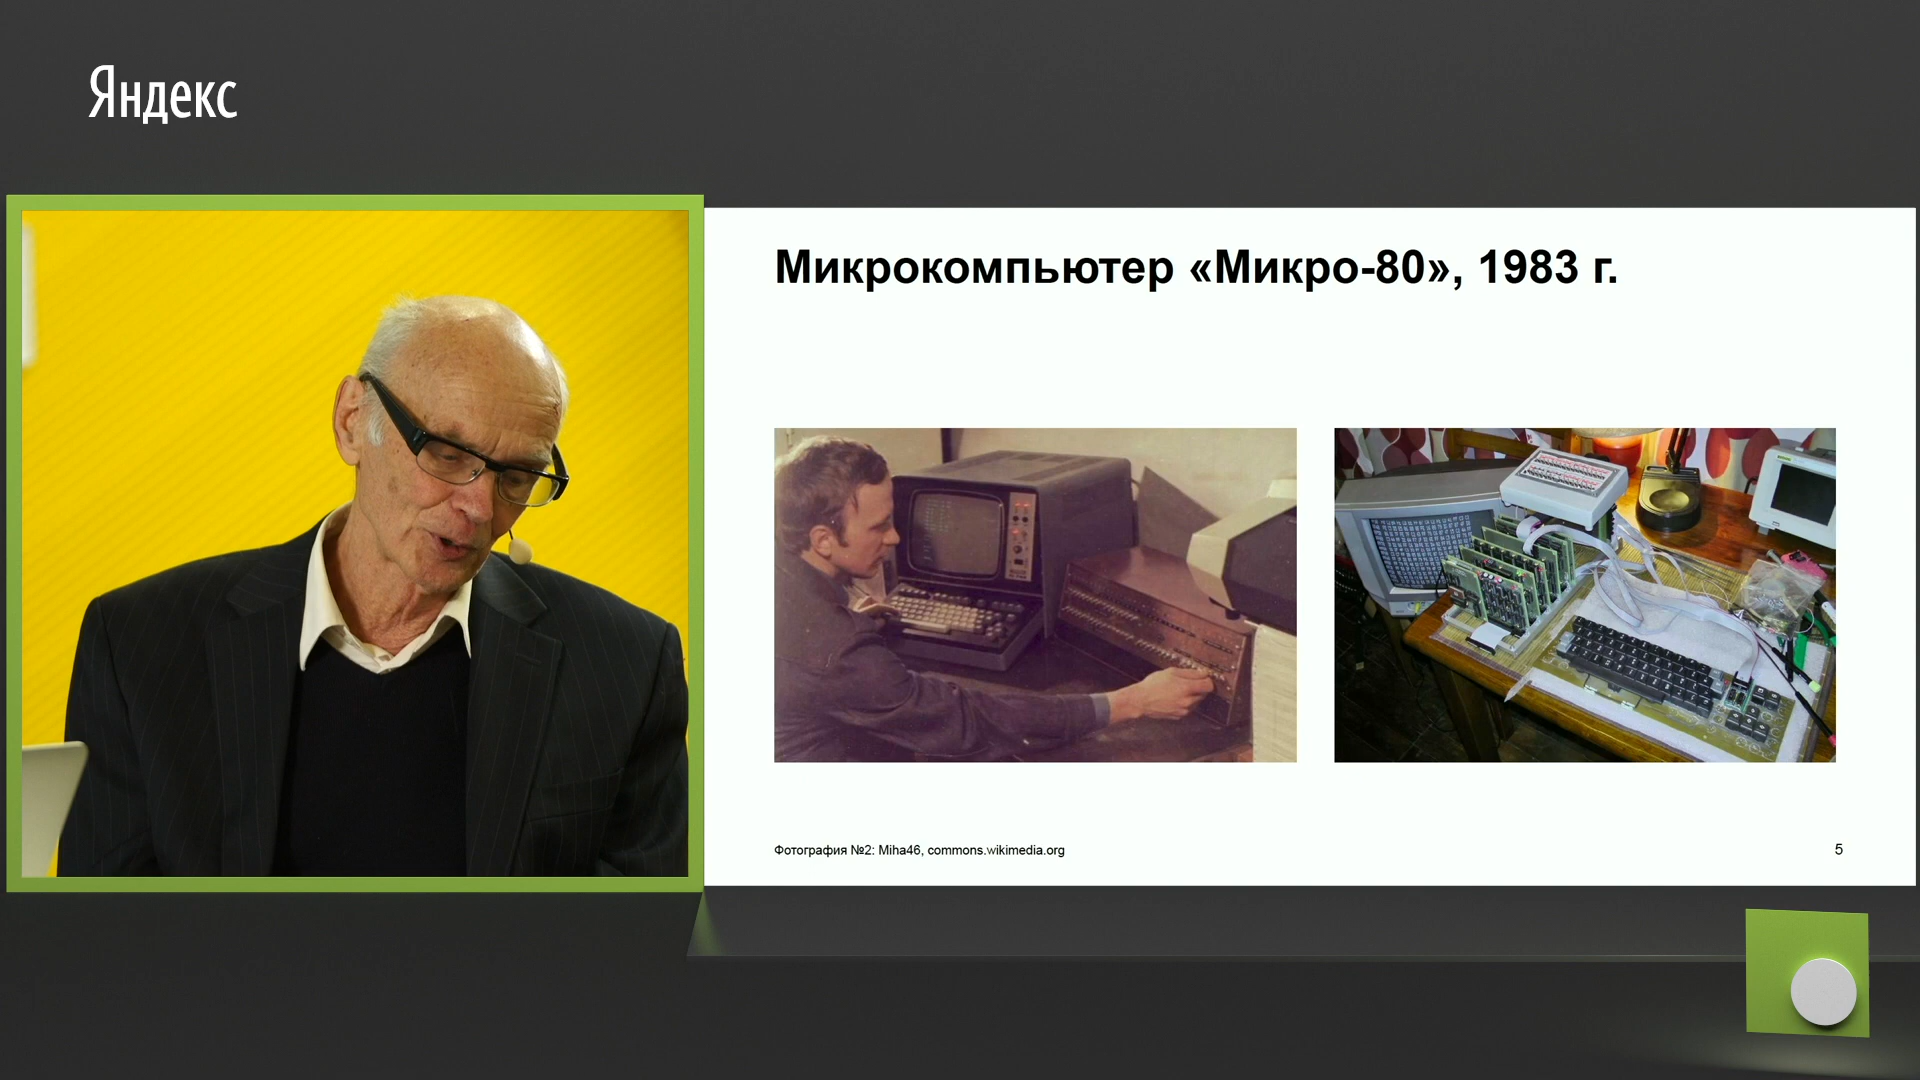 Яндекс
Микрокомпьютер «Микро-80», 1983 г.
Фотография №2: Miha46, commons.wikimedia.org
5